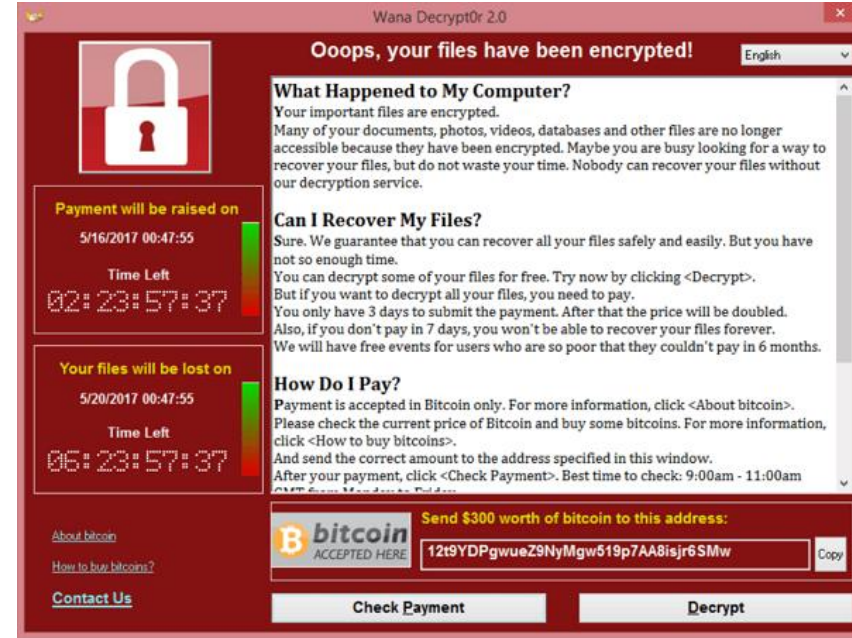 Wana Decrypt0r 2.0
Ooops, your files have been encrypted!
English
What Happened to My Computer?
Your important files are encrypted.
Many of your documents, photos, videos, databases and other files are no longer
accessible because they have been encrypted. Maybe you are busy looking for a way to
recover your files, but do not waste your time. Nobody can recover your files without
our decryption service.
Can I Recover My Files?
Sure. We guarantee that you can recover all your files safely and easily. But you have
not so enough time.
You can decrypt some of your files for free. Try now by clicking <Decrypt>.
But if you want to decrypt all your files, you need to pay.
You only have 3 days to submit the payment. After that the price will be doubled.
Also, if you don't pay in 7 days, you won't be able to recover your files forever.
We will have free events for users who are so poor that they couldn't pay in 6 months.
How Do I Pay?
Payment is accepted in Bitcoin only. For more information, click <About bitcoin>.
Please check the current price of Bitcoin and buy some bitcoins. For more information,
click <How to buy bitcoins>.
And send the correct amount to the address specified in this window.
After your payment, click <Check Payment>. Best time to check: 9:00am - 11:00am
GMT from Monday to Friday
Payment will be raised on
5/16/2017 00:47:55
Time Left
02:23:57:37
Your files will be lost on
5/20/2017 00:47:55
Time Left
06:23:57:37
About bitcoin
How to buy bitcoins?
Contact Us
bitcoin
ACCEPTED HERE
Send $300 worth of bitcoin to this address:
12t9YDPgwueZ9NyMgw519p7AA8isjr6SMw
Copy
Check Payment
Decrypt